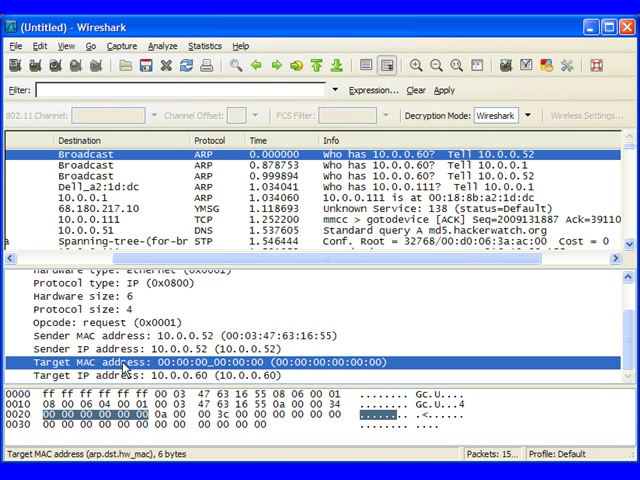 (Untitled) - Wireshark
File Edit View Go Capture Analyze Statistics Help
Filter: Expression... Clear Apply
802.11 Channel: Channel Offset: FCS Filter: Decryption Mode: Wireshark Wireless Settings...
Destination Protocol Time Info
Broadcast ARP 0.000000 Who has 10.0.0.60? Tell 10.0.0.52
Broadcast ARP 0.878753 Who has 10.0.0.60? Tell 10.0.0.1
Broadcast ARP 0.999894 Who has 10.0.0.60? Tell 10.0.0.52
Dell_a2:1d:dc ARP 1.034041 Who has 10.0.0.111? Tell 10.0.0.1
10.0.0.1 ARP 1.034060 10.0.0.111 is at 00:18:8b:a2:1d:dc
68.180.217.10 YMSG 1.118693 Unknown Service: 138 (status=Default)
10.0.0.111 TCP 1.252200 mmcc > gotodevice [ACK] Seq=2009131887 Ack=39110
10.0.0.51 DNS 1.537605 Standard query A md5.hackerwatch.org
a Spanning-tree-(for-br STP 1.546444 Conf. Root = 32768/00:d0:06:3a:ac:00 Cost = 0
Hardware type: Ethernet (0x0001)
Protocol type: IP (0x0800)
Hardware size: 6
Protocol size: 4
Opcode: request (0x0001)
Sender MAC address: 10.0.0.52 (00:03:47:63:16:55)
Sender IP address: 10.0.0.52 (10.0.0.52)
Target MAC address: 00:00:00_00:00:00 (00:00:00:00:00:00)
Target IP address: 10.0.0.60 (10.0.0.60)
0000 ff ff ff ff ff ff 00 03 47 63 16 55 08 06 00 01 ........ Gc.U....
0010 08 00 06 04 00 01 00 03 47 63 16 55 0a 00 00 34 ........ Gc.U...4
0020 00 00 00 00 00 00 0a 00 00 3c 00 00 00 00 00 00 ........ .<......
0030 00 00 00 00 00 00 00 00 00 00 00 00 ........ ....
Target MAC address (arp.dst.hw_mac), 6 bytes Packets: 15... Profile: Default